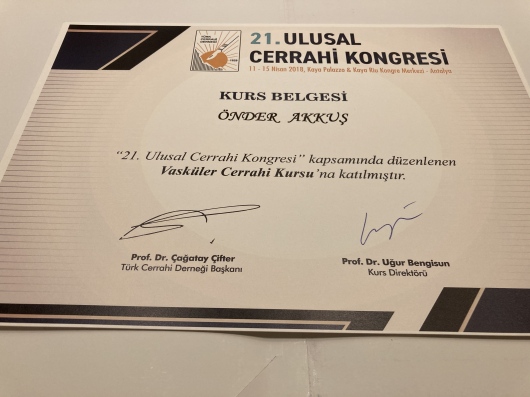 21. ULUSAL
CERRAHİ KONGRESİ
11 - 15 Nisan 2018, Kaya Palazzo & Kaya Riu Kongre Merkezi - Antalya
KURS BELGESİ
ÖNDER AKKUŞ
“21. Ulusal Cerrahi Kongresi” kapsamında düzenlenen
Vasküler Cerrahi Kursu’na katılmıştır.
Prof. Dr. Çağatay Çifter
Türk Cerrahi Derneği Başkanı
Prof. Dr. Uğur Bengisun
Kurs Direktörü